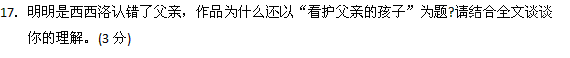 17. 明明是西西洛认错了父亲，作品为什么还以“看护父亲的孩子”为题?请结合全文谈谈
你的理解。(3 分)